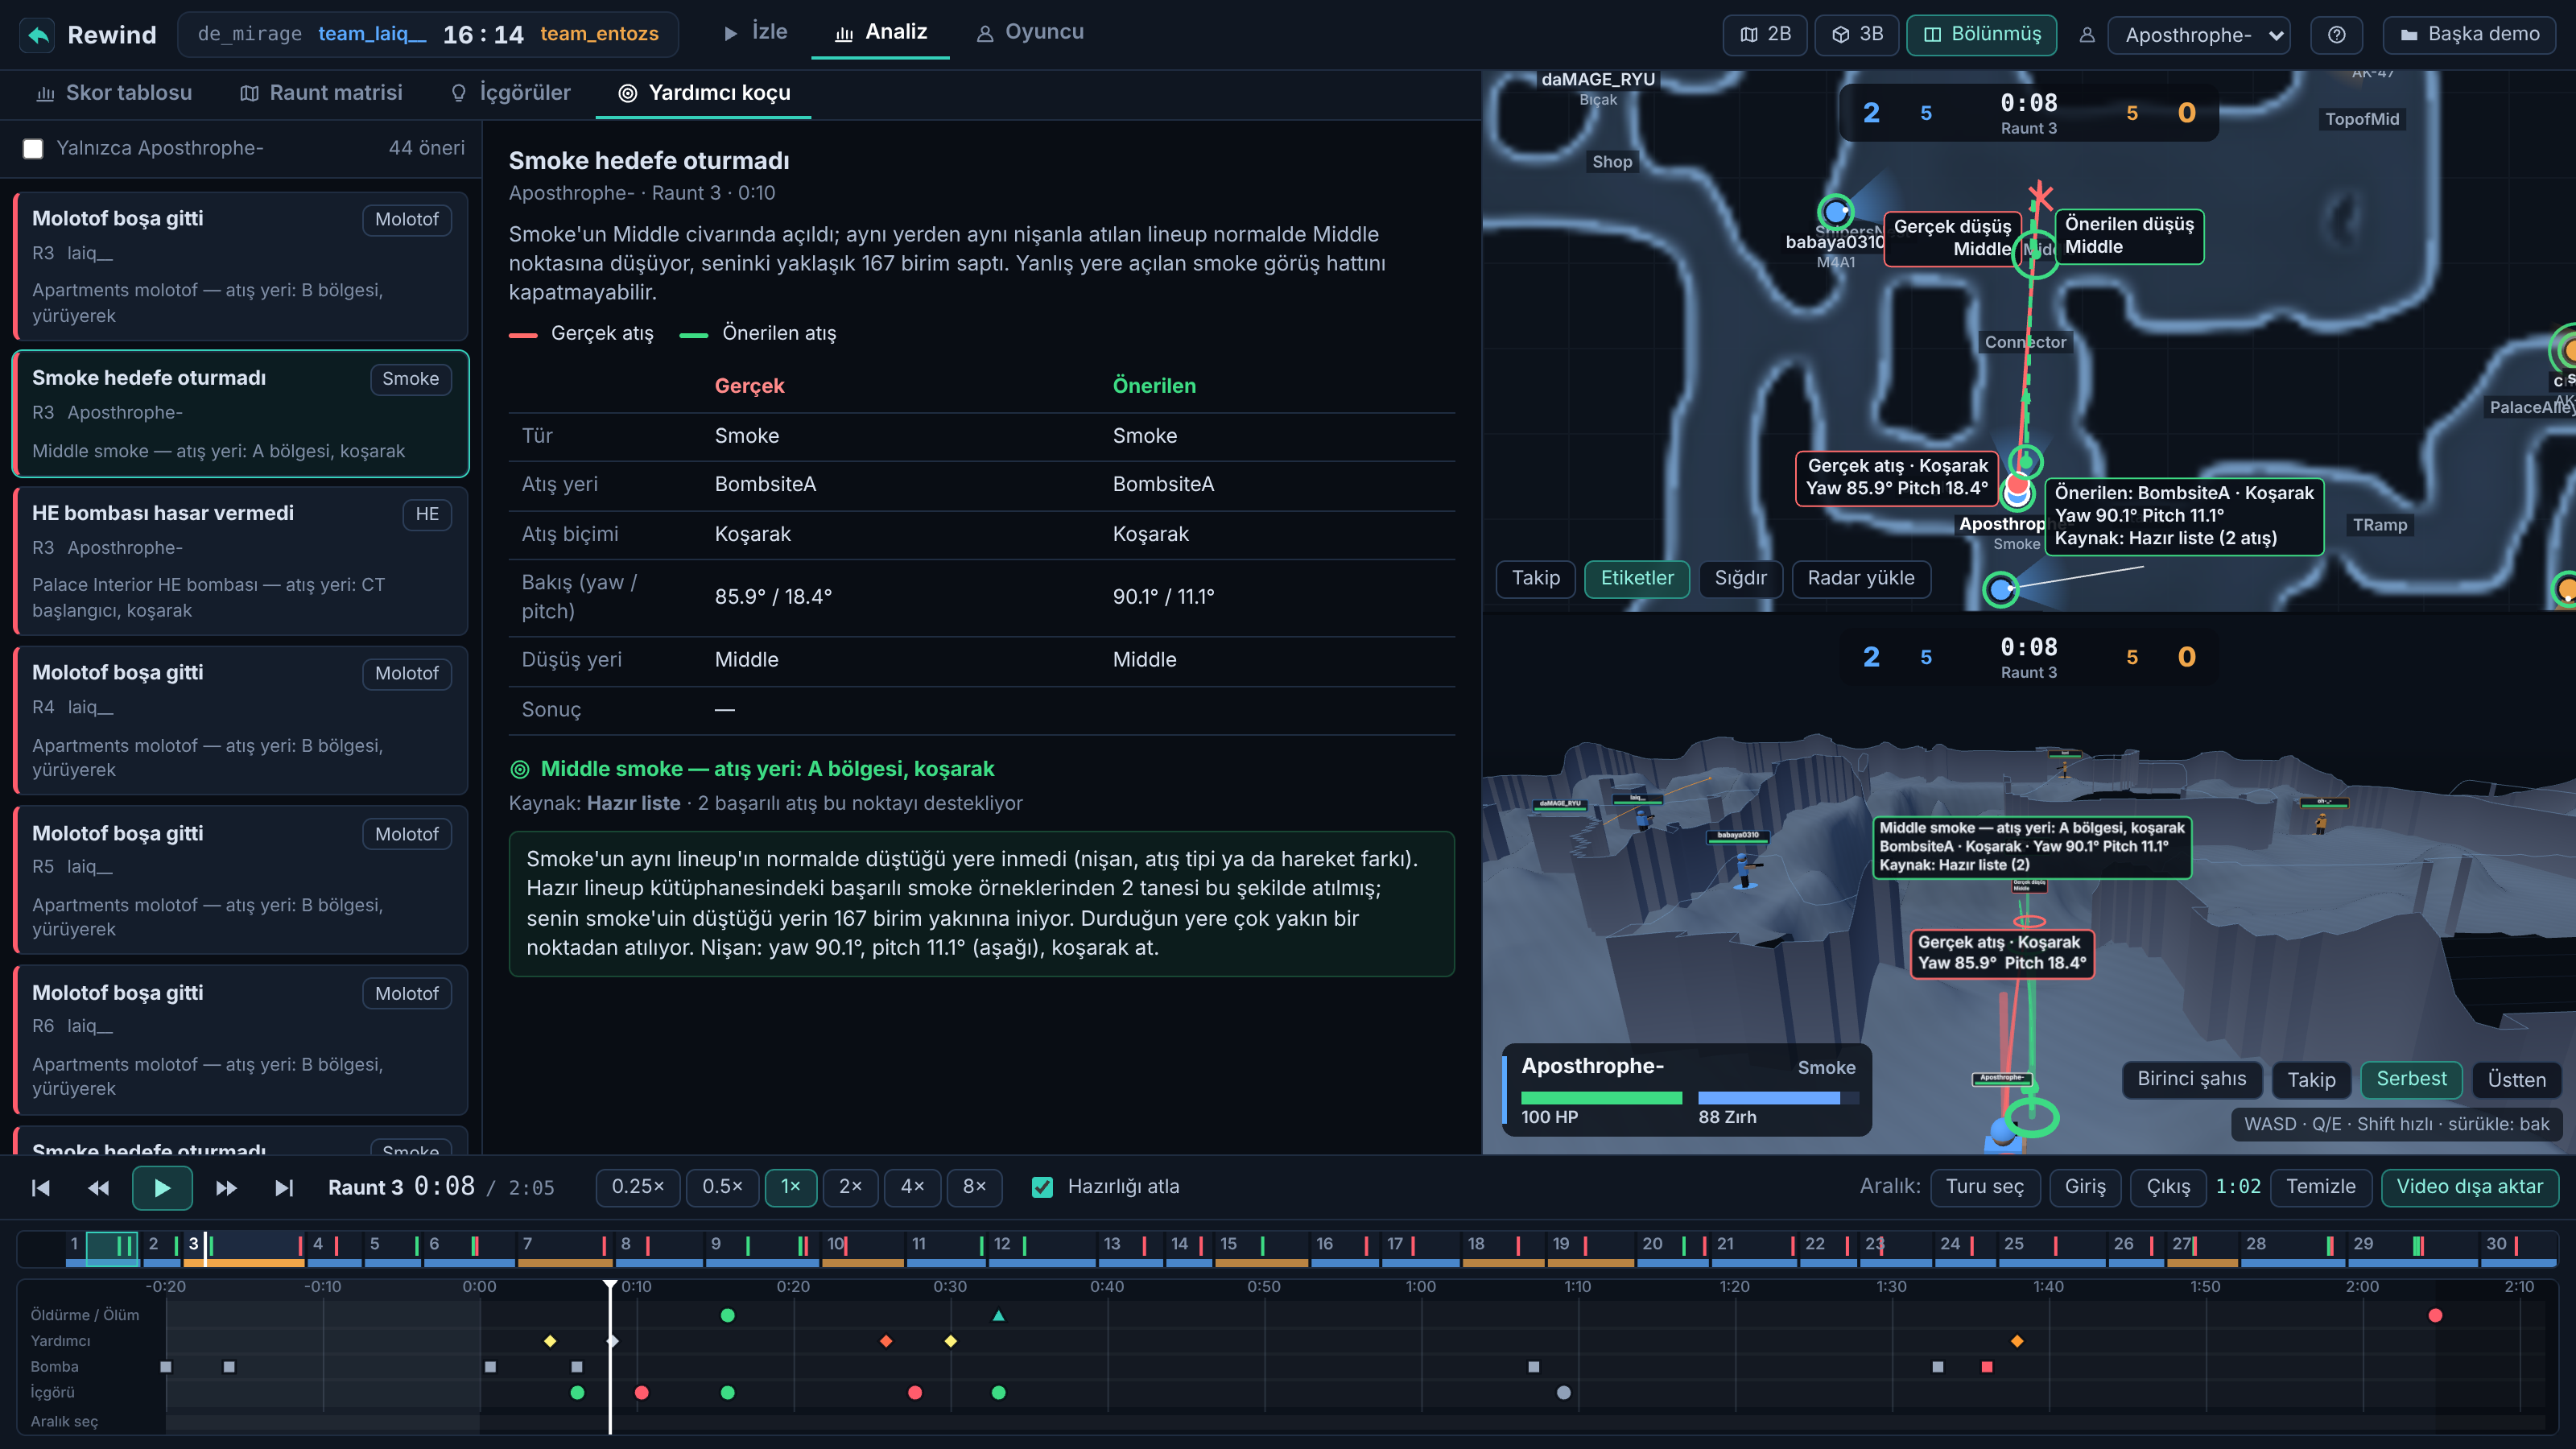 Rewind
de_mirage team_laiq__ 16 : 14 team_entozs
İzle
Analiz
Oyuncu
2B
3B
Bölünmüş
Aposthrophe-
Başka demo
Skor tablosu
Raunt matrisi
İçgörüler
Yardımcı koçu
Yalnızca Aposthrophe-
44 öneri
Molotof boşa gitti
Molotof
R3 laiq__
Apartments molotof — atış yeri: B bölgesi,
yürüyerek
Smoke hedefe oturmadı
Smoke
R3 Aposthrophe-
Middle smoke — atış yeri: A bölgesi, koşarak
HE bombası hasar vermedi
HE
R3 Aposthrophe-
Palace Interior HE bombası — atış yeri: CT
başlangıcı, koşarak
Molotof boşa gitti
Molotof
R4 laiq__
Apartments molotof — atış yeri: B bölgesi,
yürüyerek
Molotof boşa gitti
Molotof
R5 laiq__
Apartments molotof — atış yeri: B bölgesi,
yürüyerek
Molotof boşa gitti
Molotof
R6 laiq__
Apartments molotof — atış yeri: B bölgesi,
yürüyerek
Smoke hedefe oturmadı
Smoke
Smoke hedefe oturmadı
Aposthrophe- · Raunt 3 · 0:10
Smoke'un Middle civarında açıldı; aynı yerden aynı nişanla atılan lineup normalde Middle
noktasına düşüyor, seninki yaklaşık 167 birim saptı. Yanlış yere açılan smoke görüş hattını
kapatmayabilir.
Gerçek atış
Önerilen atış
Gerçek Önerilen
Tür Smoke Smoke
Atış yeri BombsiteA BombsiteA
Atış biçimi Koşarak Koşarak
Bakış (yaw /
pitch) 85.9° / 18.4° 90.1° / 11.1°
Düşüş yeri Middle Middle
Sonuç —
Middle smoke — atış yeri: A bölgesi, koşarak
Kaynak: Hazır liste · 2 başarılı atış bu noktayı destekliyor
Smoke'un aynı lineup'ın normalde düştüğü yere inmedi (nişan, atış tipi ya da hareket farkı).
Hazır lineup kütüphanesindeki başarılı smoke örneklerinden 2 tanesi bu şekilde atılmış;
senin smoke'uin düştüğü yerin 167 birim yakınına iniyor. Durduğun yere çok yakın bir
noktadan atılıyor. Nişan: yaw 90.1°, pitch 11.1° (aşağı), koşarak at.
daMAGE_RYU
Bıçak
AK-47
2 5 0:08 5 0
Raunt 3
TopofMid
Shop
babaya0310
M4A1
Gerçek düşüş
Middle
Önerilen düşüş
Middle
Connector
PalaceAlley
Gerçek atış · Koşarak
Yaw 85.9° Pitch 18.4°
Önerilen: BombsiteA · Koşarak
Yaw 90.1° Pitch 11.1°
Kaynak: Hazır liste (2 atış)
Aposthrop
Smoke
TRamp
Takip
Etiketler
Sığdır
Radar yükle
2 5 0:08 5 0
Raunt 3
daMAGE_RYU
laiq__
babaya0310
Middle smoke — atış yeri: A bölgesi, koşarak
BombsiteA · Koşarak · Yaw 90.1° Pitch 11.1°
Kaynak: Hazır liste (2)
Gerçek düşüş
Middle
Gerçek atış · Koşarak
Yaw 85.9° Pitch 18.4°
Aposthrophe-
Aposthrophe-
Smoke
100 HP
88 Zırh
Birinci şahıs
Takip
Serbest
Üstten
WASD · Q/E · Shift hızlı · sürükle: bak
Raunt 3 0:08 / 2:05
0.25×
0.5×
1×
2×
4×
8×
Hazırlığı atla
Aralık:
Turu seç
Giriş
Çıkış
1:02
Temizle
Video dışa aktar
1 2 3 4 5 6 7 8 9 10 11 12 13 14 15 16 17 18 19 20 21 22 23 24 25 26 27 28 29 30
-0:20 -0:10 0:00 0:10 0:20 0:30 0:40 0:50 1:00 1:10 1:20 1:30 1:40 1:50 2:00 2:10
Öldürme / Ölüm
Yardımcı
Bomba
İçgörü
Aralık seç